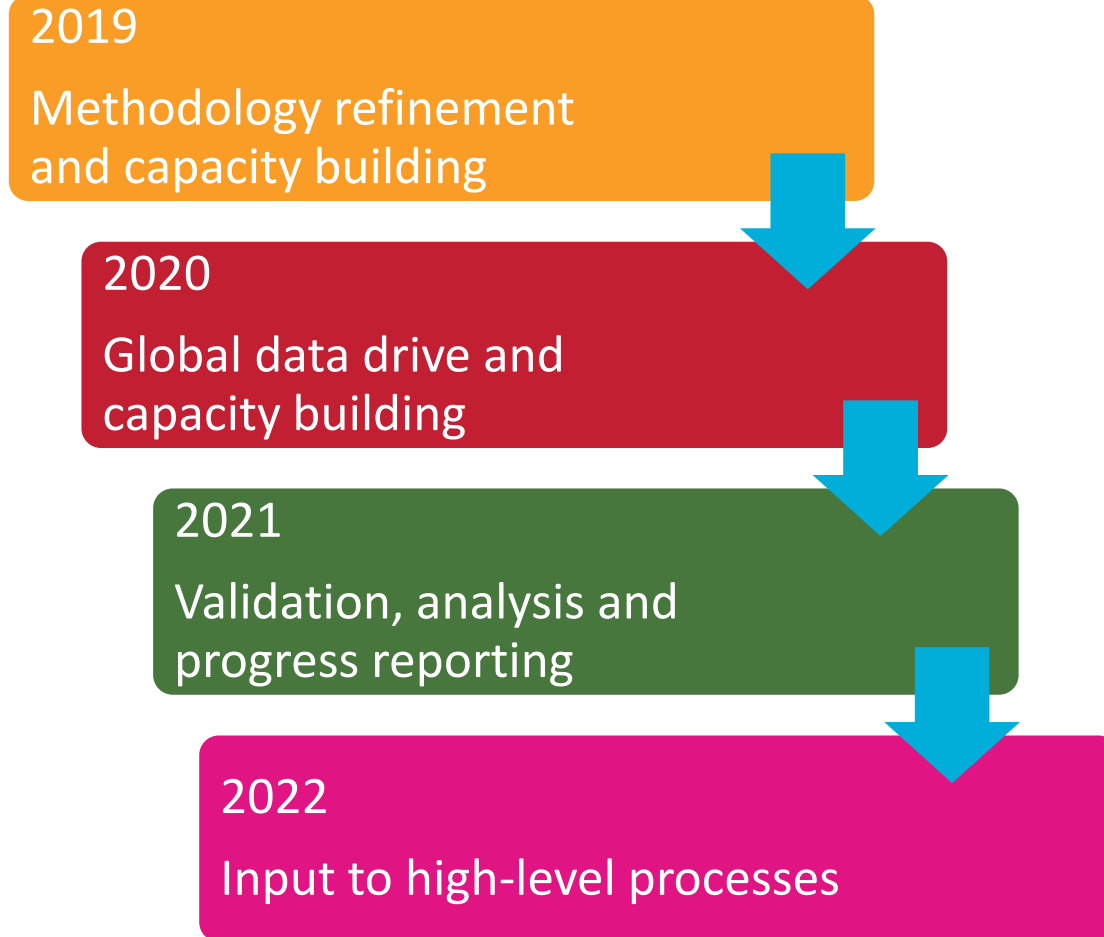 2019
Methodology refinement
and capacity building
2020
Global data drive and
capacity building
2021
Validation, analysis and
progress reporting
2022
Input to high-level processes